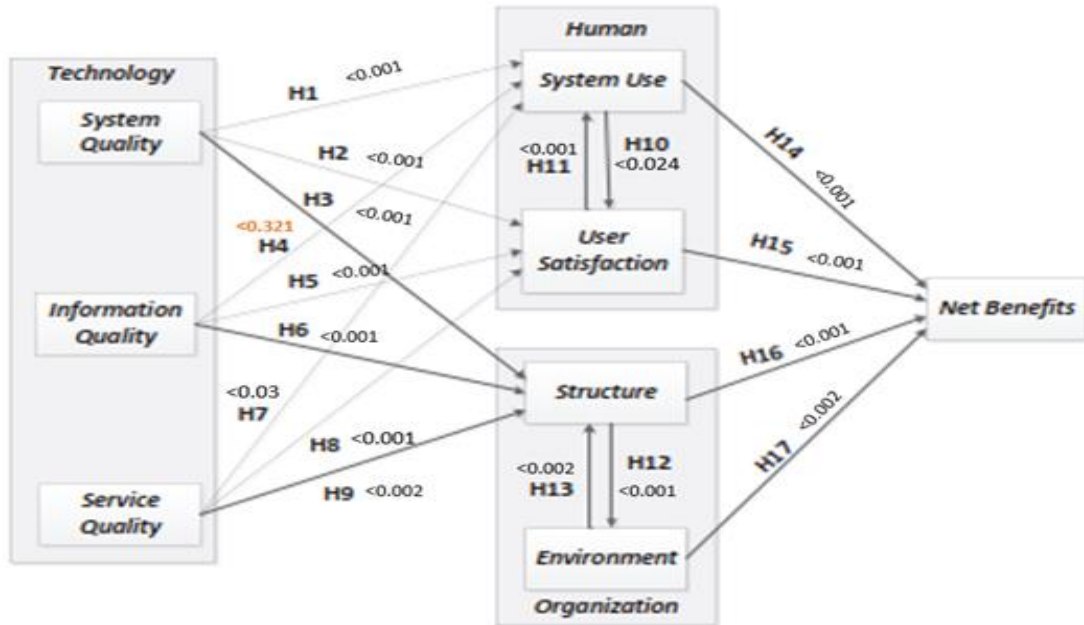 Technology
System
Quality
Information
Quality
Service
Quality
H1 <0.001
H2 <0.001
H3 <0.001
<0.321
H4
H5 <0.001
H6 <0.001
<0.03
H7
H8 <0.001
H9 <0.002
Human
System Use
<0.001
H11
H10
<0.024
User
Satisfaction
Structure
<0.002
H13
H12
<0.001
Environment
Organization
H14 <0.001
H15 <0.001
H16 <0.001
H17 <0.002
Net Benefits